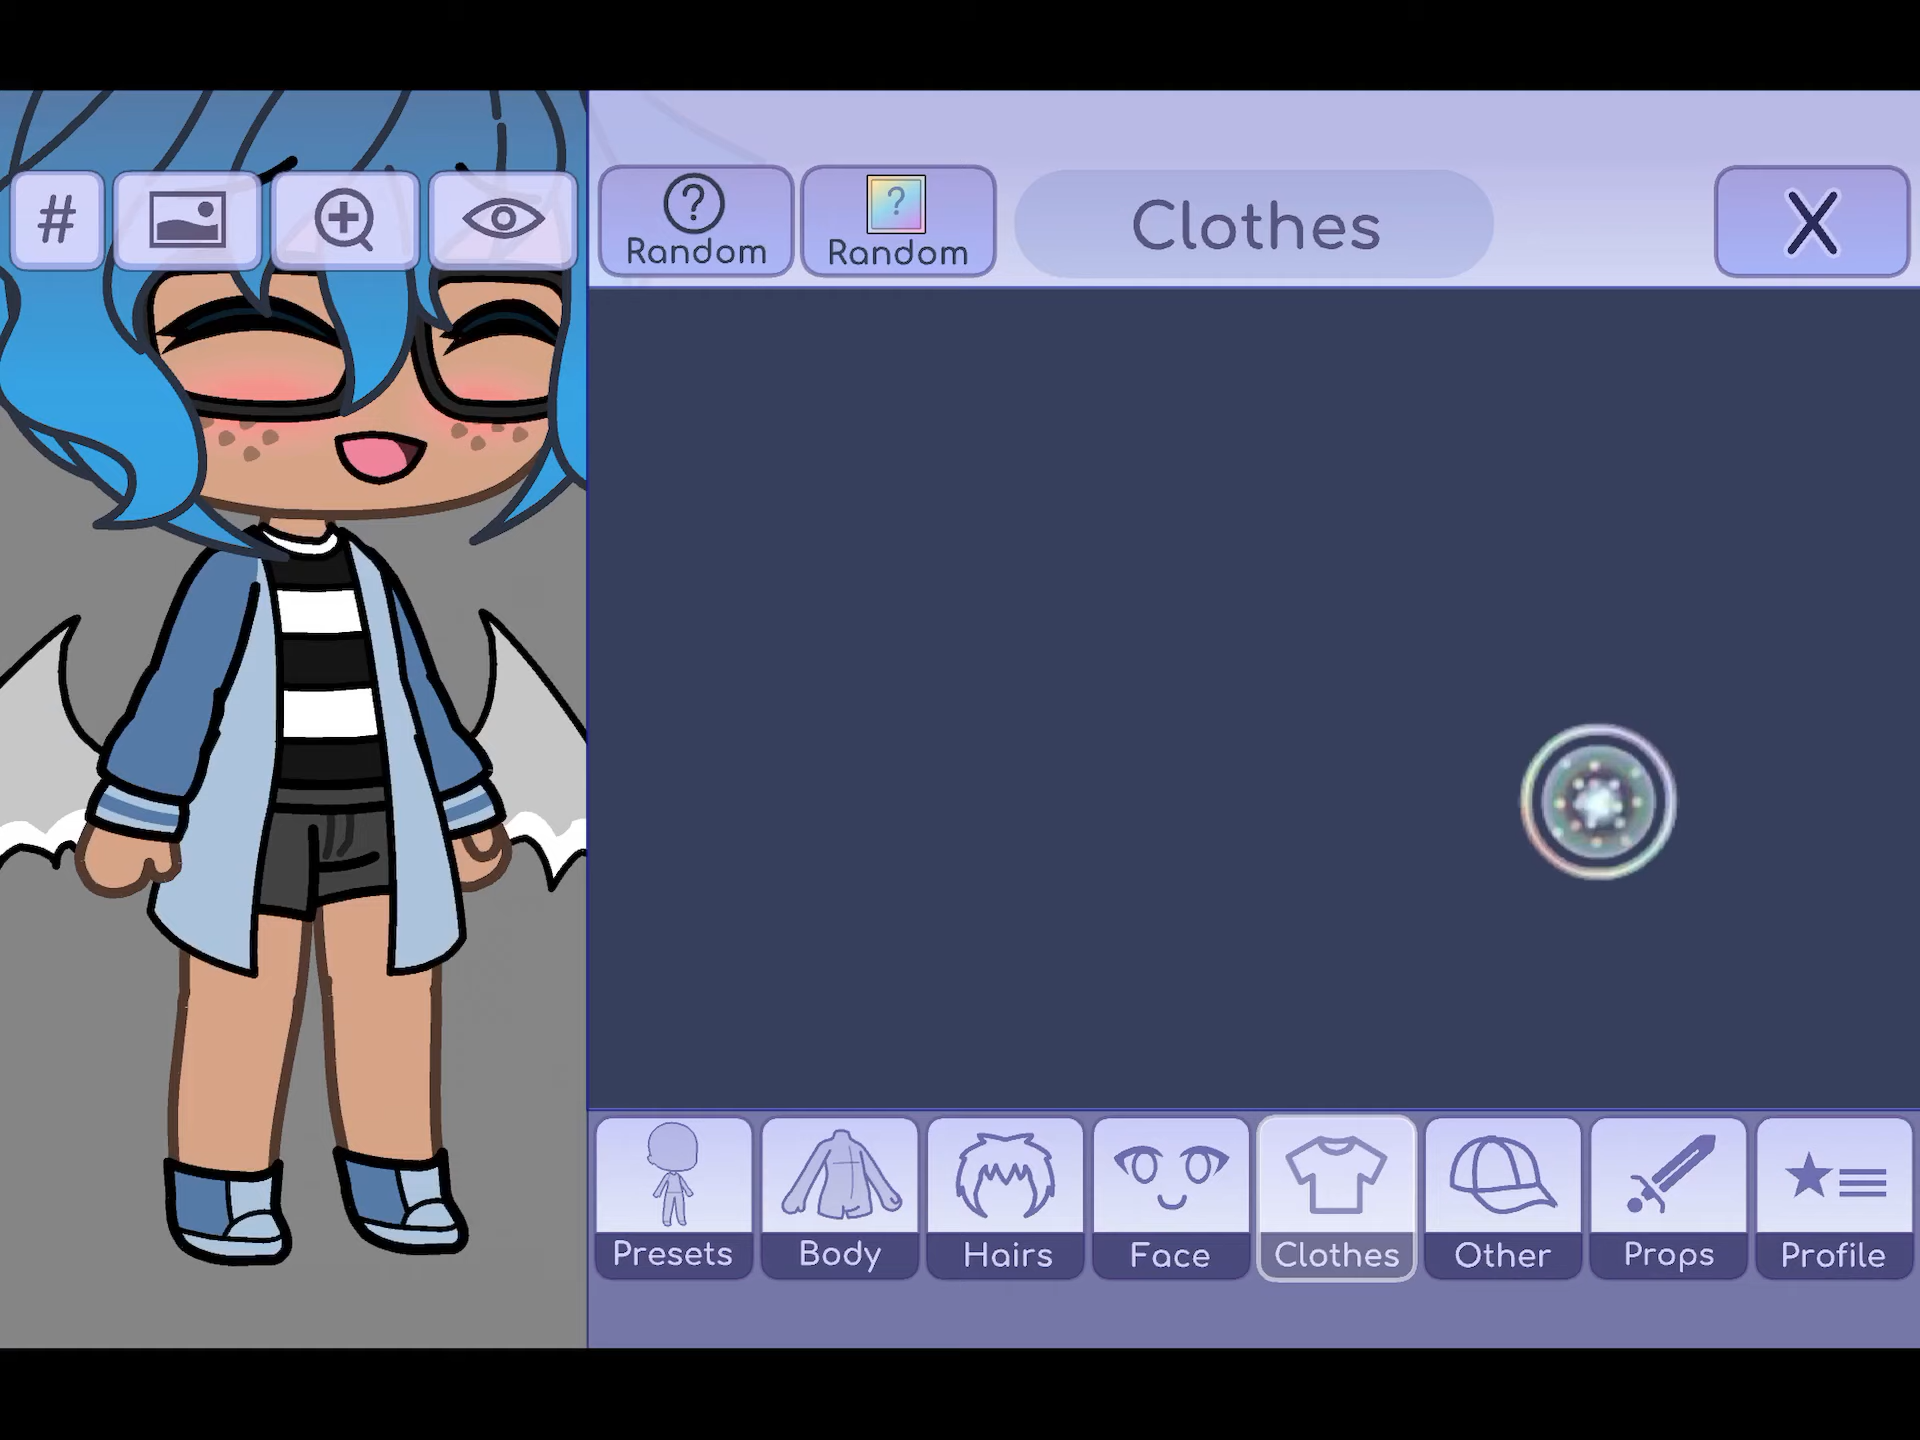 #
? Random
? Random
Clothes
X
Presets
Body
Hairs
Face
Clothes
Other
Props
Profile